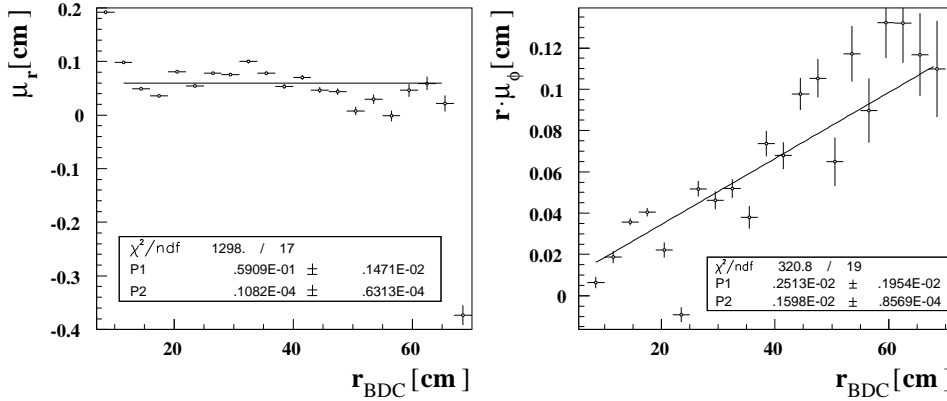 μr [cm]
0.2
0.1
0
-0.1
-0.2
-0.3
-0.4
χ²/ndf 1298. / 17
P1 .5909E-01 ± .1471E-02
P2 .1082E-04 ± .6313E-04
20 40 60
rBDC [cm]
r·μϕ [cm]
0.12
0.1
0.08
0.06
0.04
0.02
0
χ²/ndf 320.8 / 19
P1 .2513E-02 ± .1954E-02
P2 .1598E-02 ± .8569E-04
20 40 60
rBDC [cm]